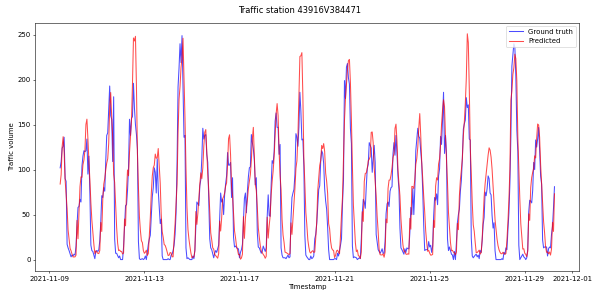 Traffic station 43916V384471
Ground truth
Predicted
Traffic volume
250
200
150
100
50
0
2021-11-09
2021-11-13
2021-11-17
2021-11-21
2021-11-25
2021-11-29
2021-12-01
Timestamp